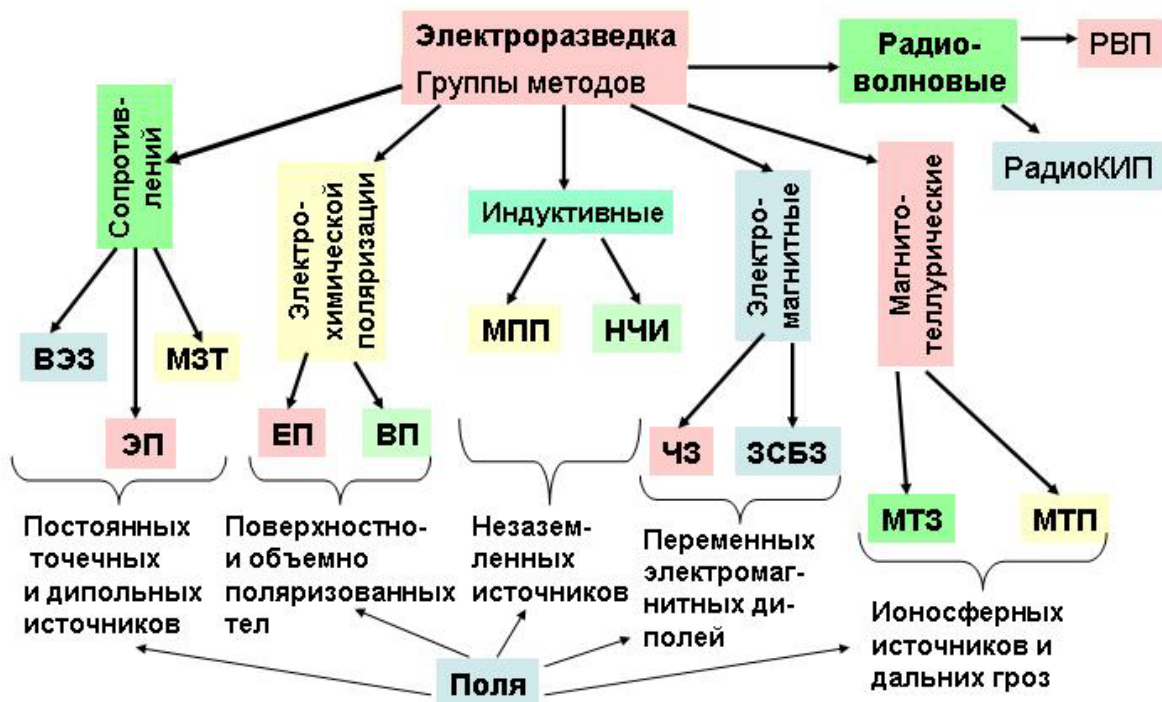 Электроразведка
Группы методов
Радио-
волновые
РВП
РадиоКИП
Сопротив-
лений
Электро-
химической
поляризации
Индуктивные
Электро-
магнитные
Магнито-
теллурические
ВЭЗ
МЗТ
ЭП
ЕП
ВП
МПП
НЧИ
ЧЗ
ЗСБЗ
МТЗ
МТП
Постоянных
точечных
и дипольных
источников
Поверхностно-
и объемно
поляризованных
тел
Незазем-
ленных
источников
Переменных
электромаг-
нитных ди-
полей
Ионосферных
источников и
дальних гроз
Поля